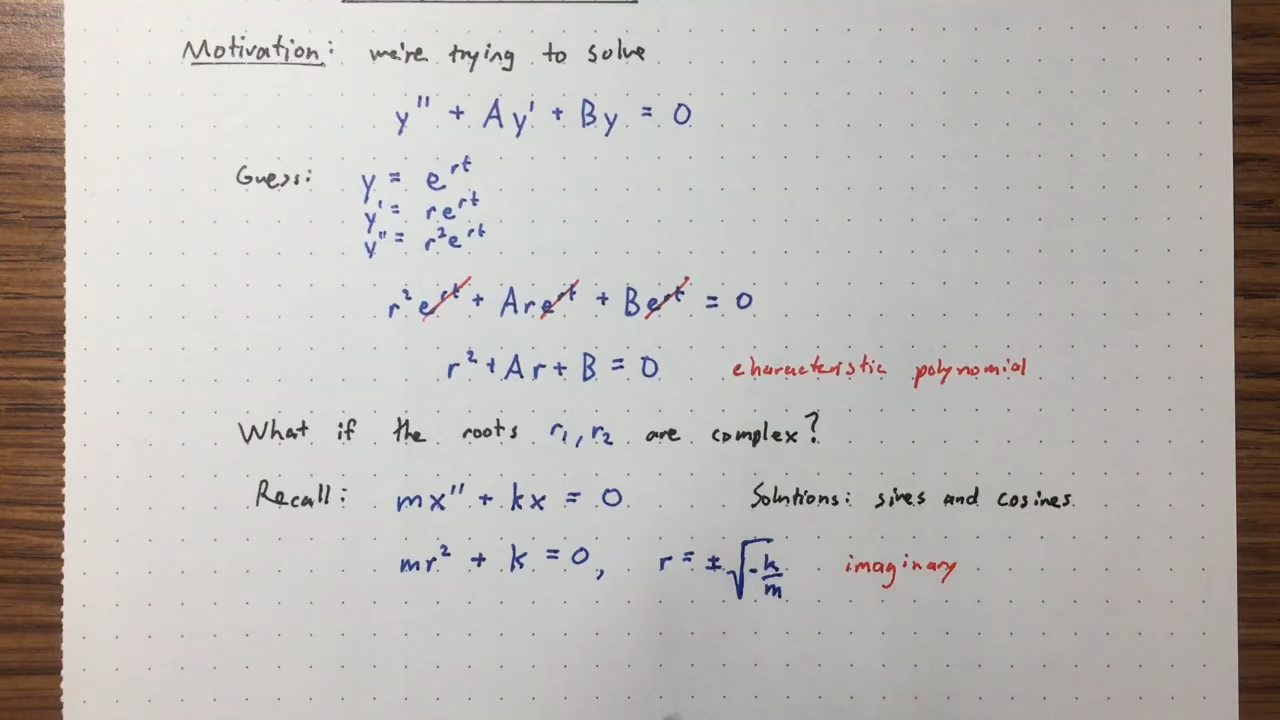 Motivation: we're trying to solve
y'' + Ay' + By = 0
Guess: y = e^{rt}
y' = re^{rt}
y'' = r²e^{rt}
r²e^{rt} + Are^{rt} + Be^{rt} = 0
r² + Ar + B = 0 characteristic polynomial
What if the roots r₁, r₂ are complex?
Recall: mx'' + kx = 0 Solutions: sines and cosines.
mr² + k = 0, r = ±√(-k/m) imaginary